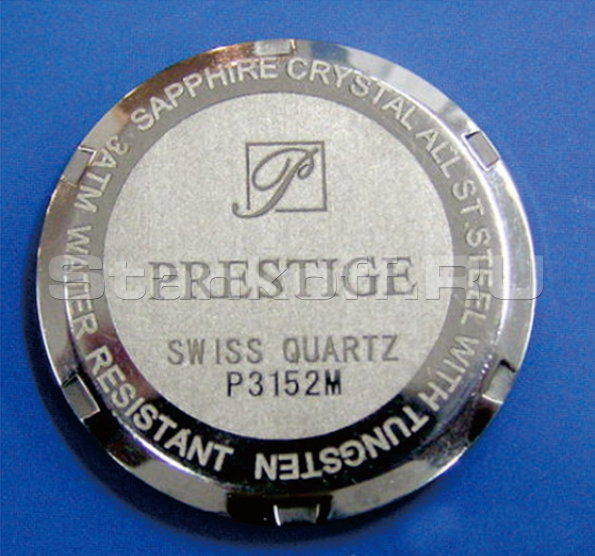 3ATM SAPPHIRE CRYSTAL ALL ST.STEEL WITH TUNGSTEN
WATER RESISTANT
P
PRESTIGE
SWISS QUARTZ
P3152M